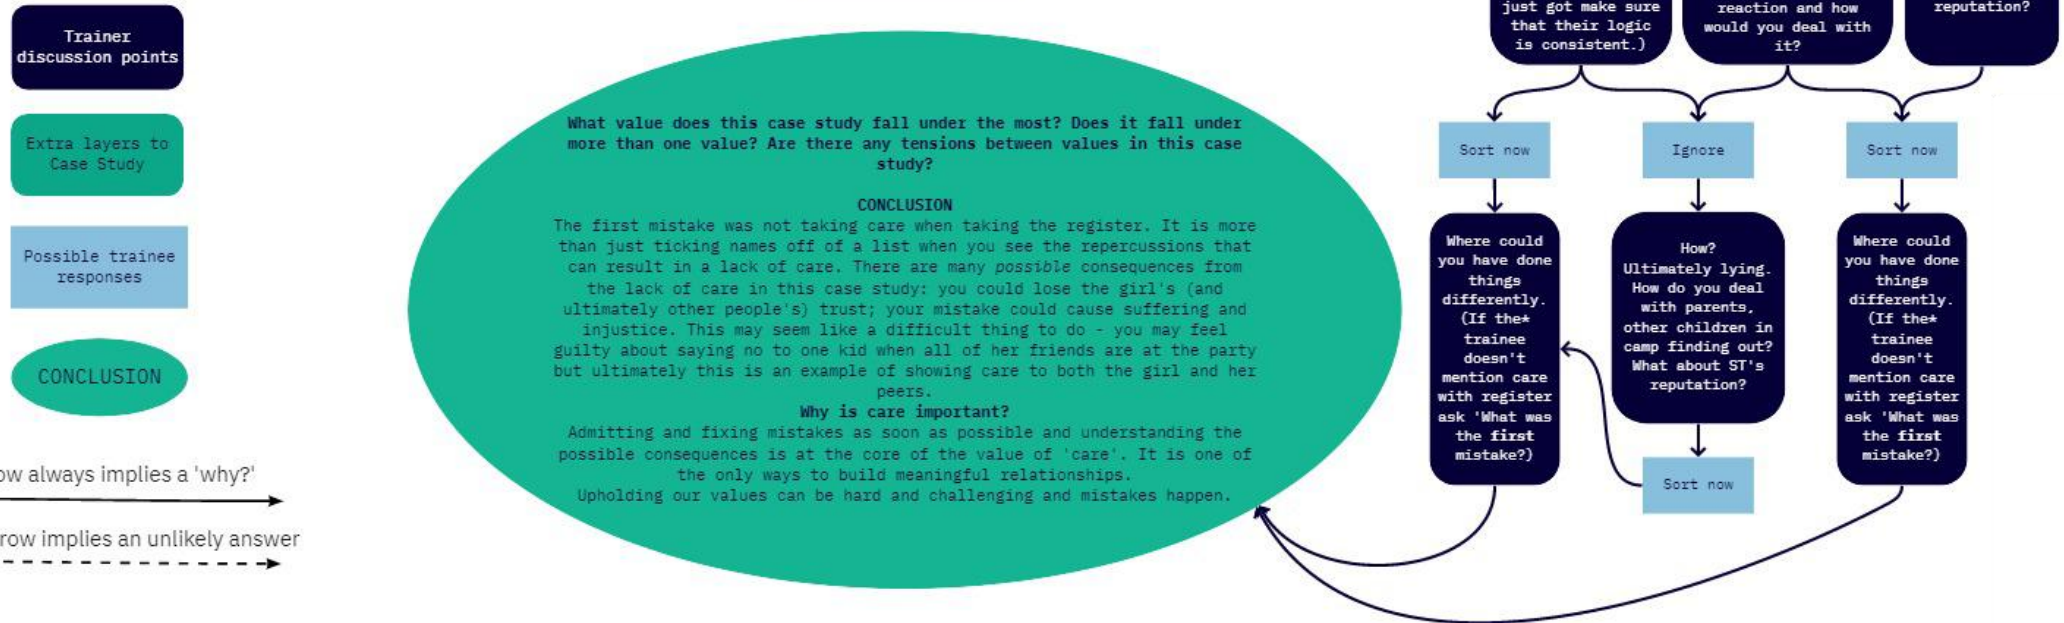 Trainer
discussion points
Extra layers to
Case Study
Possible trainee
responses
CONCLUSION
ow always implies a 'why?'
row implies an unlikely answer
What value does this case study fall under the most? Does it fall under
more than one value? Are there any tensions between values in this case
study?
CONCLUSION
The first mistake was not taking care when taking the register. It is more
than just ticking names off of a list when you see the repercussions that
can result in a lack of care. There are many possible consequences from
the lack of care in this case study: you could lose the girl's (and
ultimately other people's) trust; your mistake could cause suffering and
injustice. This may seem like a difficult thing to do - you may feel
guilty about saying no to one kid when all of her friends are at the party
but ultimately this is an example of showing care to both the girl and her
peers.
Why is care important?
Admitting and fixing mistakes as soon as possible and understanding the
possible consequences is at the core of the value of 'care'. It is one of
the only ways to build meaningful relationships.
Upholding our values can be hard and challenging and mistakes happen.
just got make sure
that their logic
is consistent.)
reaction and how
would you deal with
it?
reputation?
Sort now
Ignore
Sort now
Where could
you have done
things
differently.
(If the*
trainee
doesn't
mention care
with register
ask 'What was
the first
mistake?)
How?
Ultimately lying.
How do you deal
with parents,
other children in
camp finding out?
What about ST's
reputation?
Sort now
Where could
you have done
things
differently.
(If the*
trainee
doesn't
mention care
with register
ask 'What was
the first
mistake?)